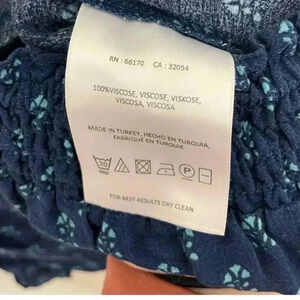 RN : 66170 CA : 32054
100%VISCOSE, VISCOSE, VISKOSE,
VISCOSA, VISCOSA
MADE IN TURKEY, HECHO EN TURQUIA,
FABRIQUÉ EN TURQUIE
30 P
FOR BEST RESULTS DRY CLEAN